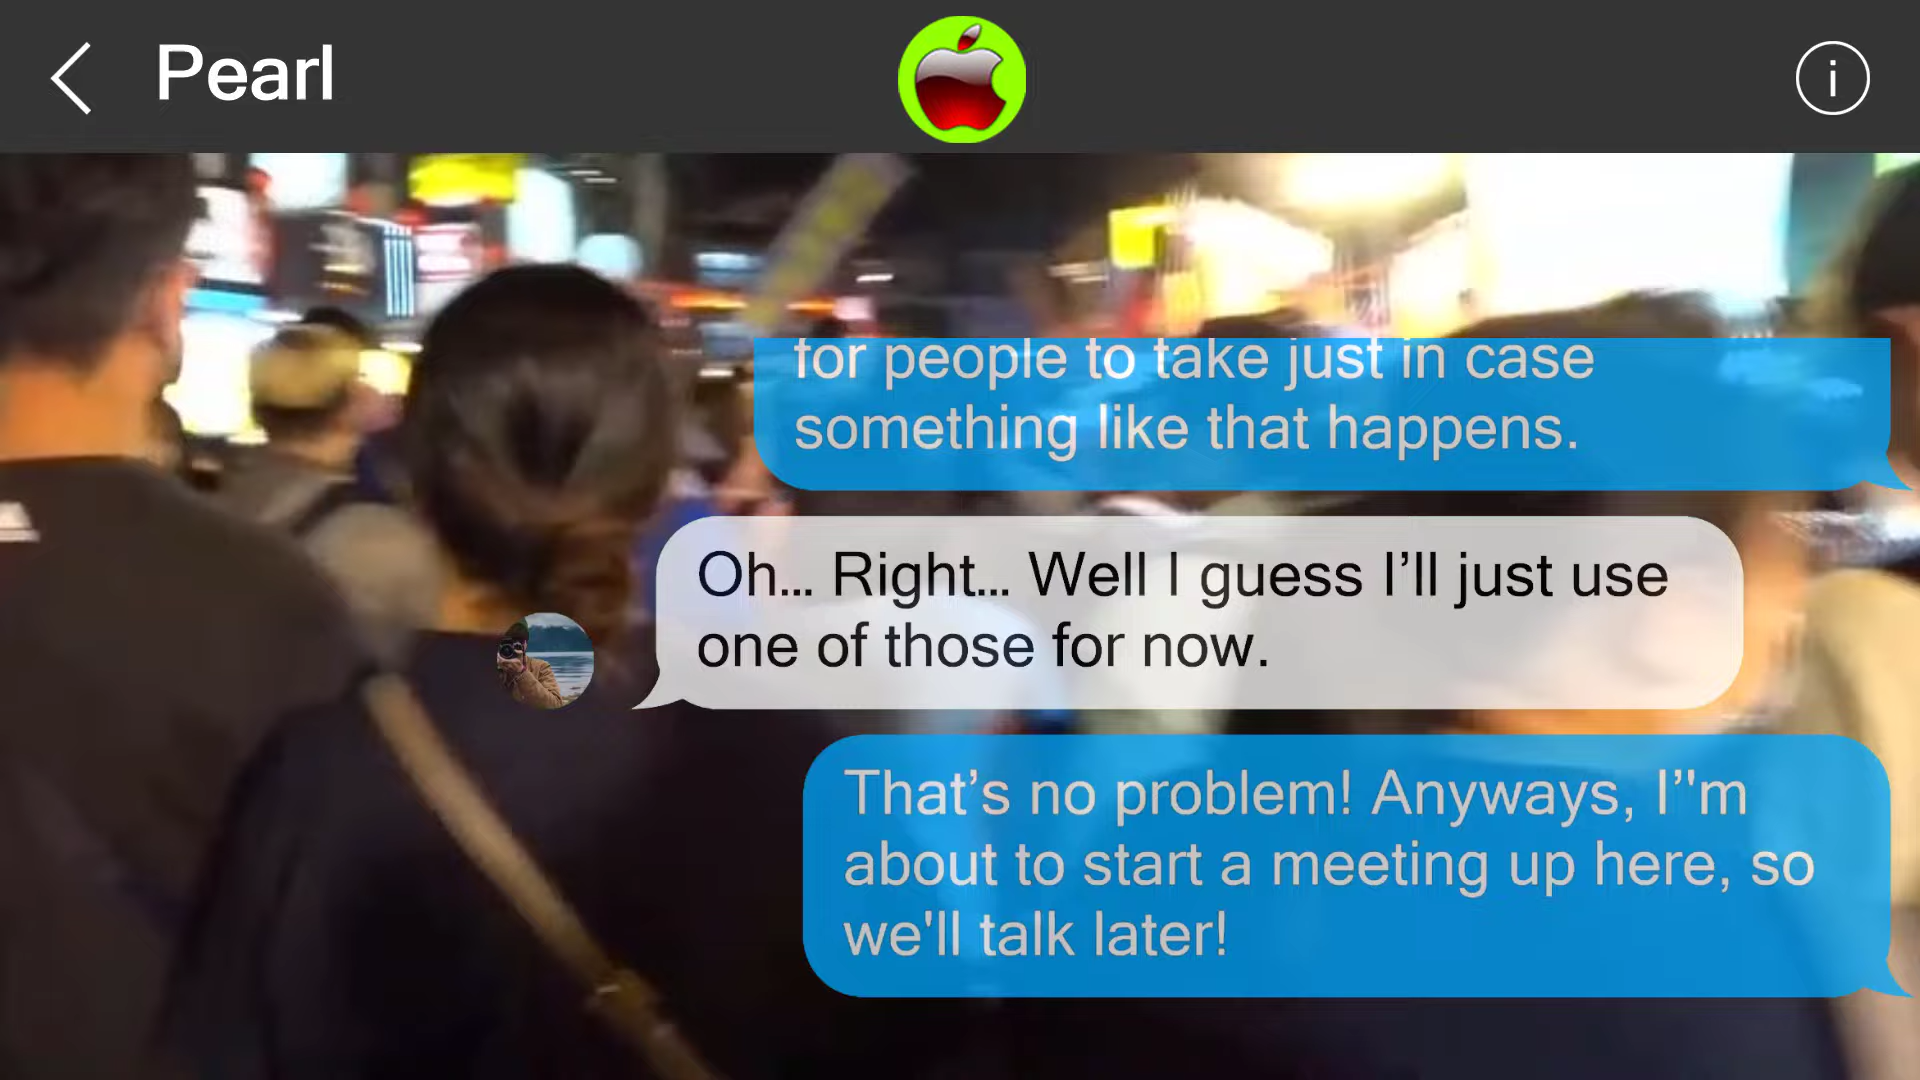 Pearl
for people to take just in case
something like that happens.
Oh... Right... Well I guess I’ll just use
one of those for now.
That’s no problem! Anyways, I’’m
about to start a meeting up here, so
we'll talk later!